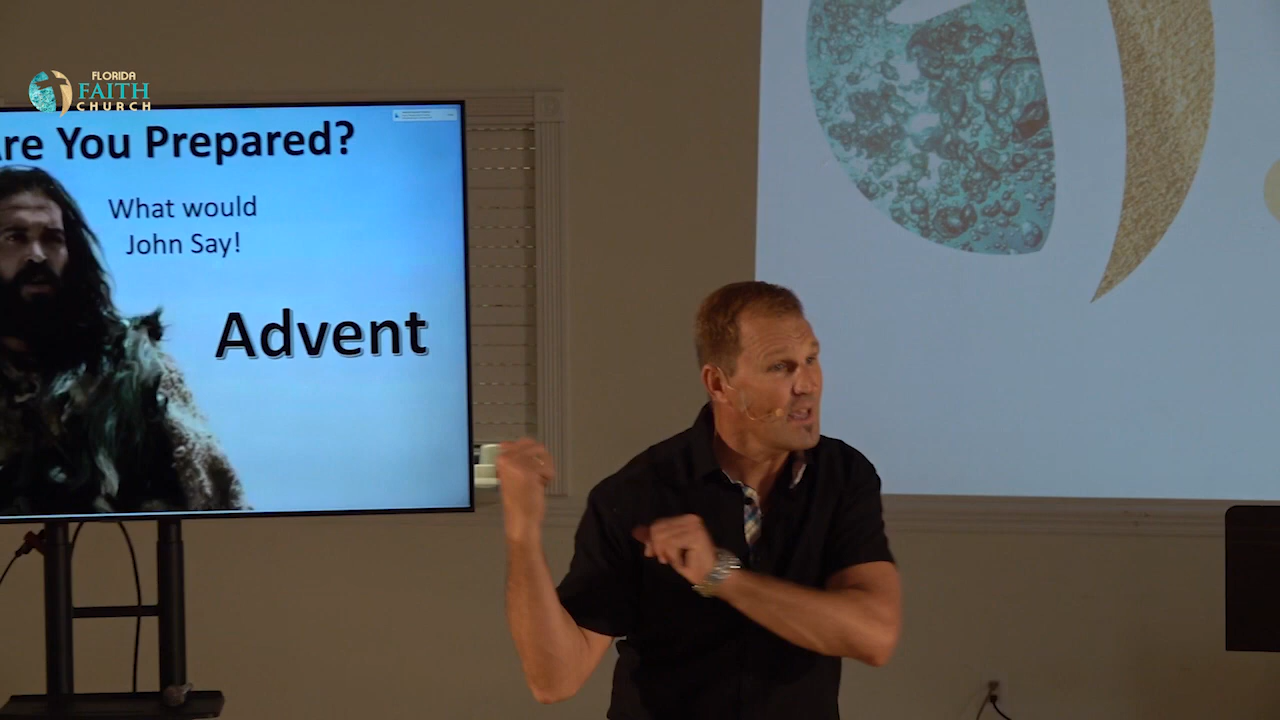 FLORIDA
FAITH
CHURCH
re You Prepared?
What would
John Say!
Advent